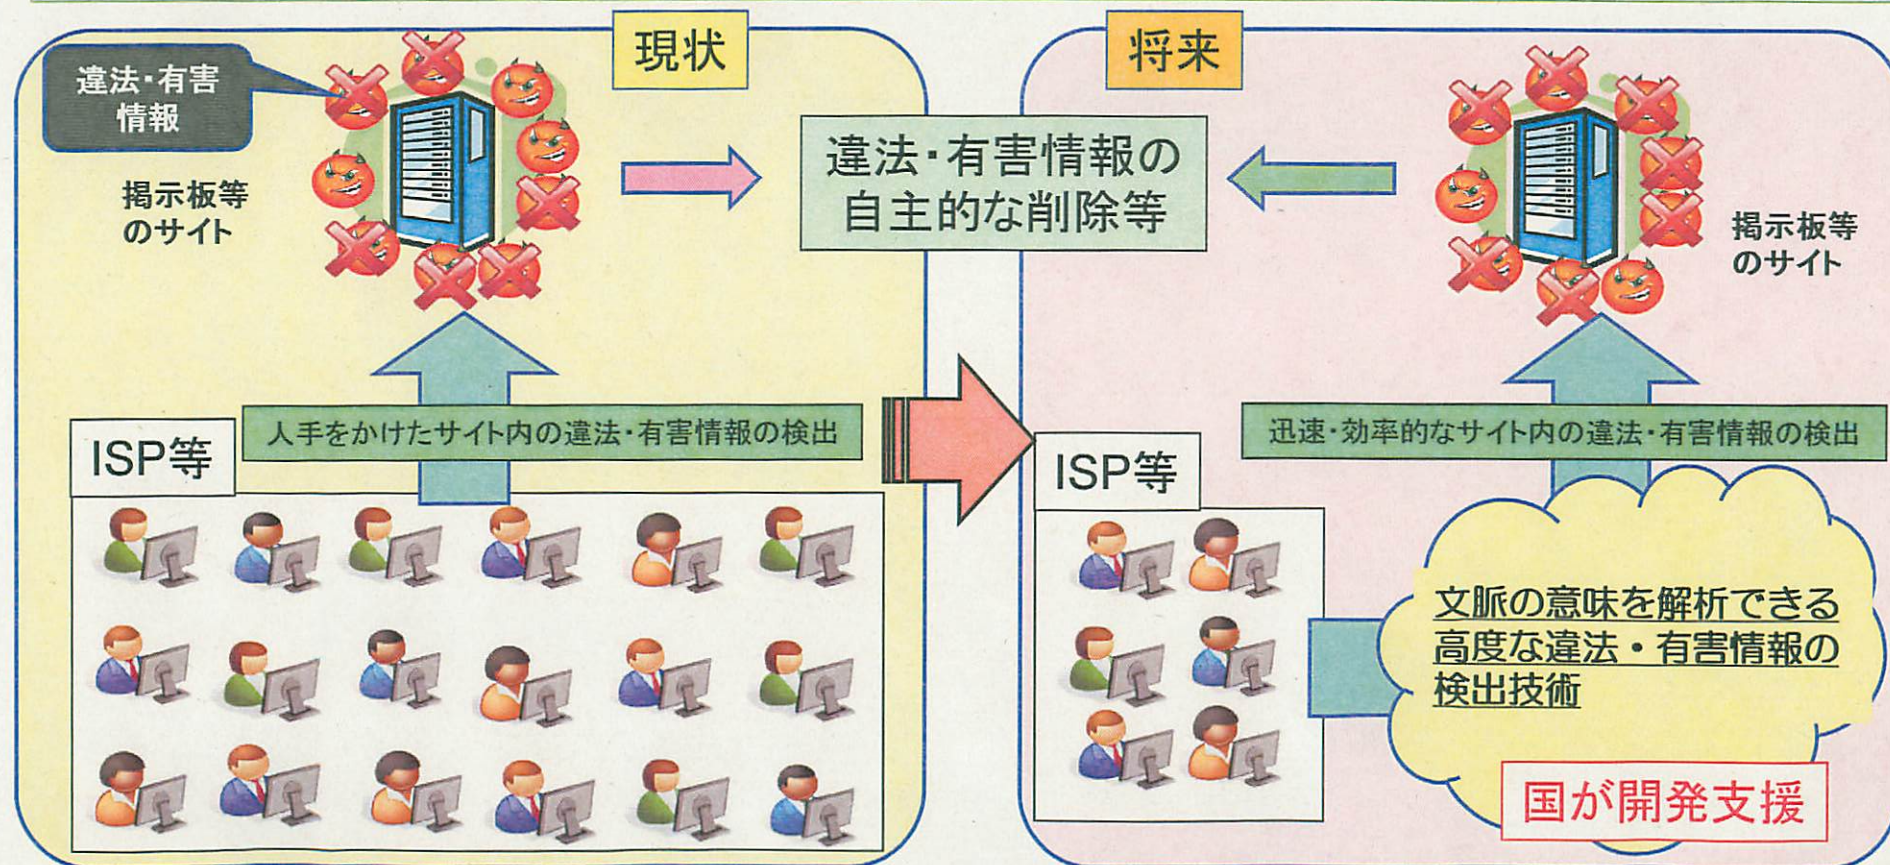 現状
違法・有害
情報
掲示板等
のサイト
違法・有害情報の
自主的な削除等
人手をかけたサイト内の違法・有害情報の検出
ISP等
将来
掲示板等
のサイト
迅速・効率的なサイト内の違法・有害情報の検出
ISP等
文脈の意味を解析できる
高度な違法・有害情報の
検出技術
国が開発支援